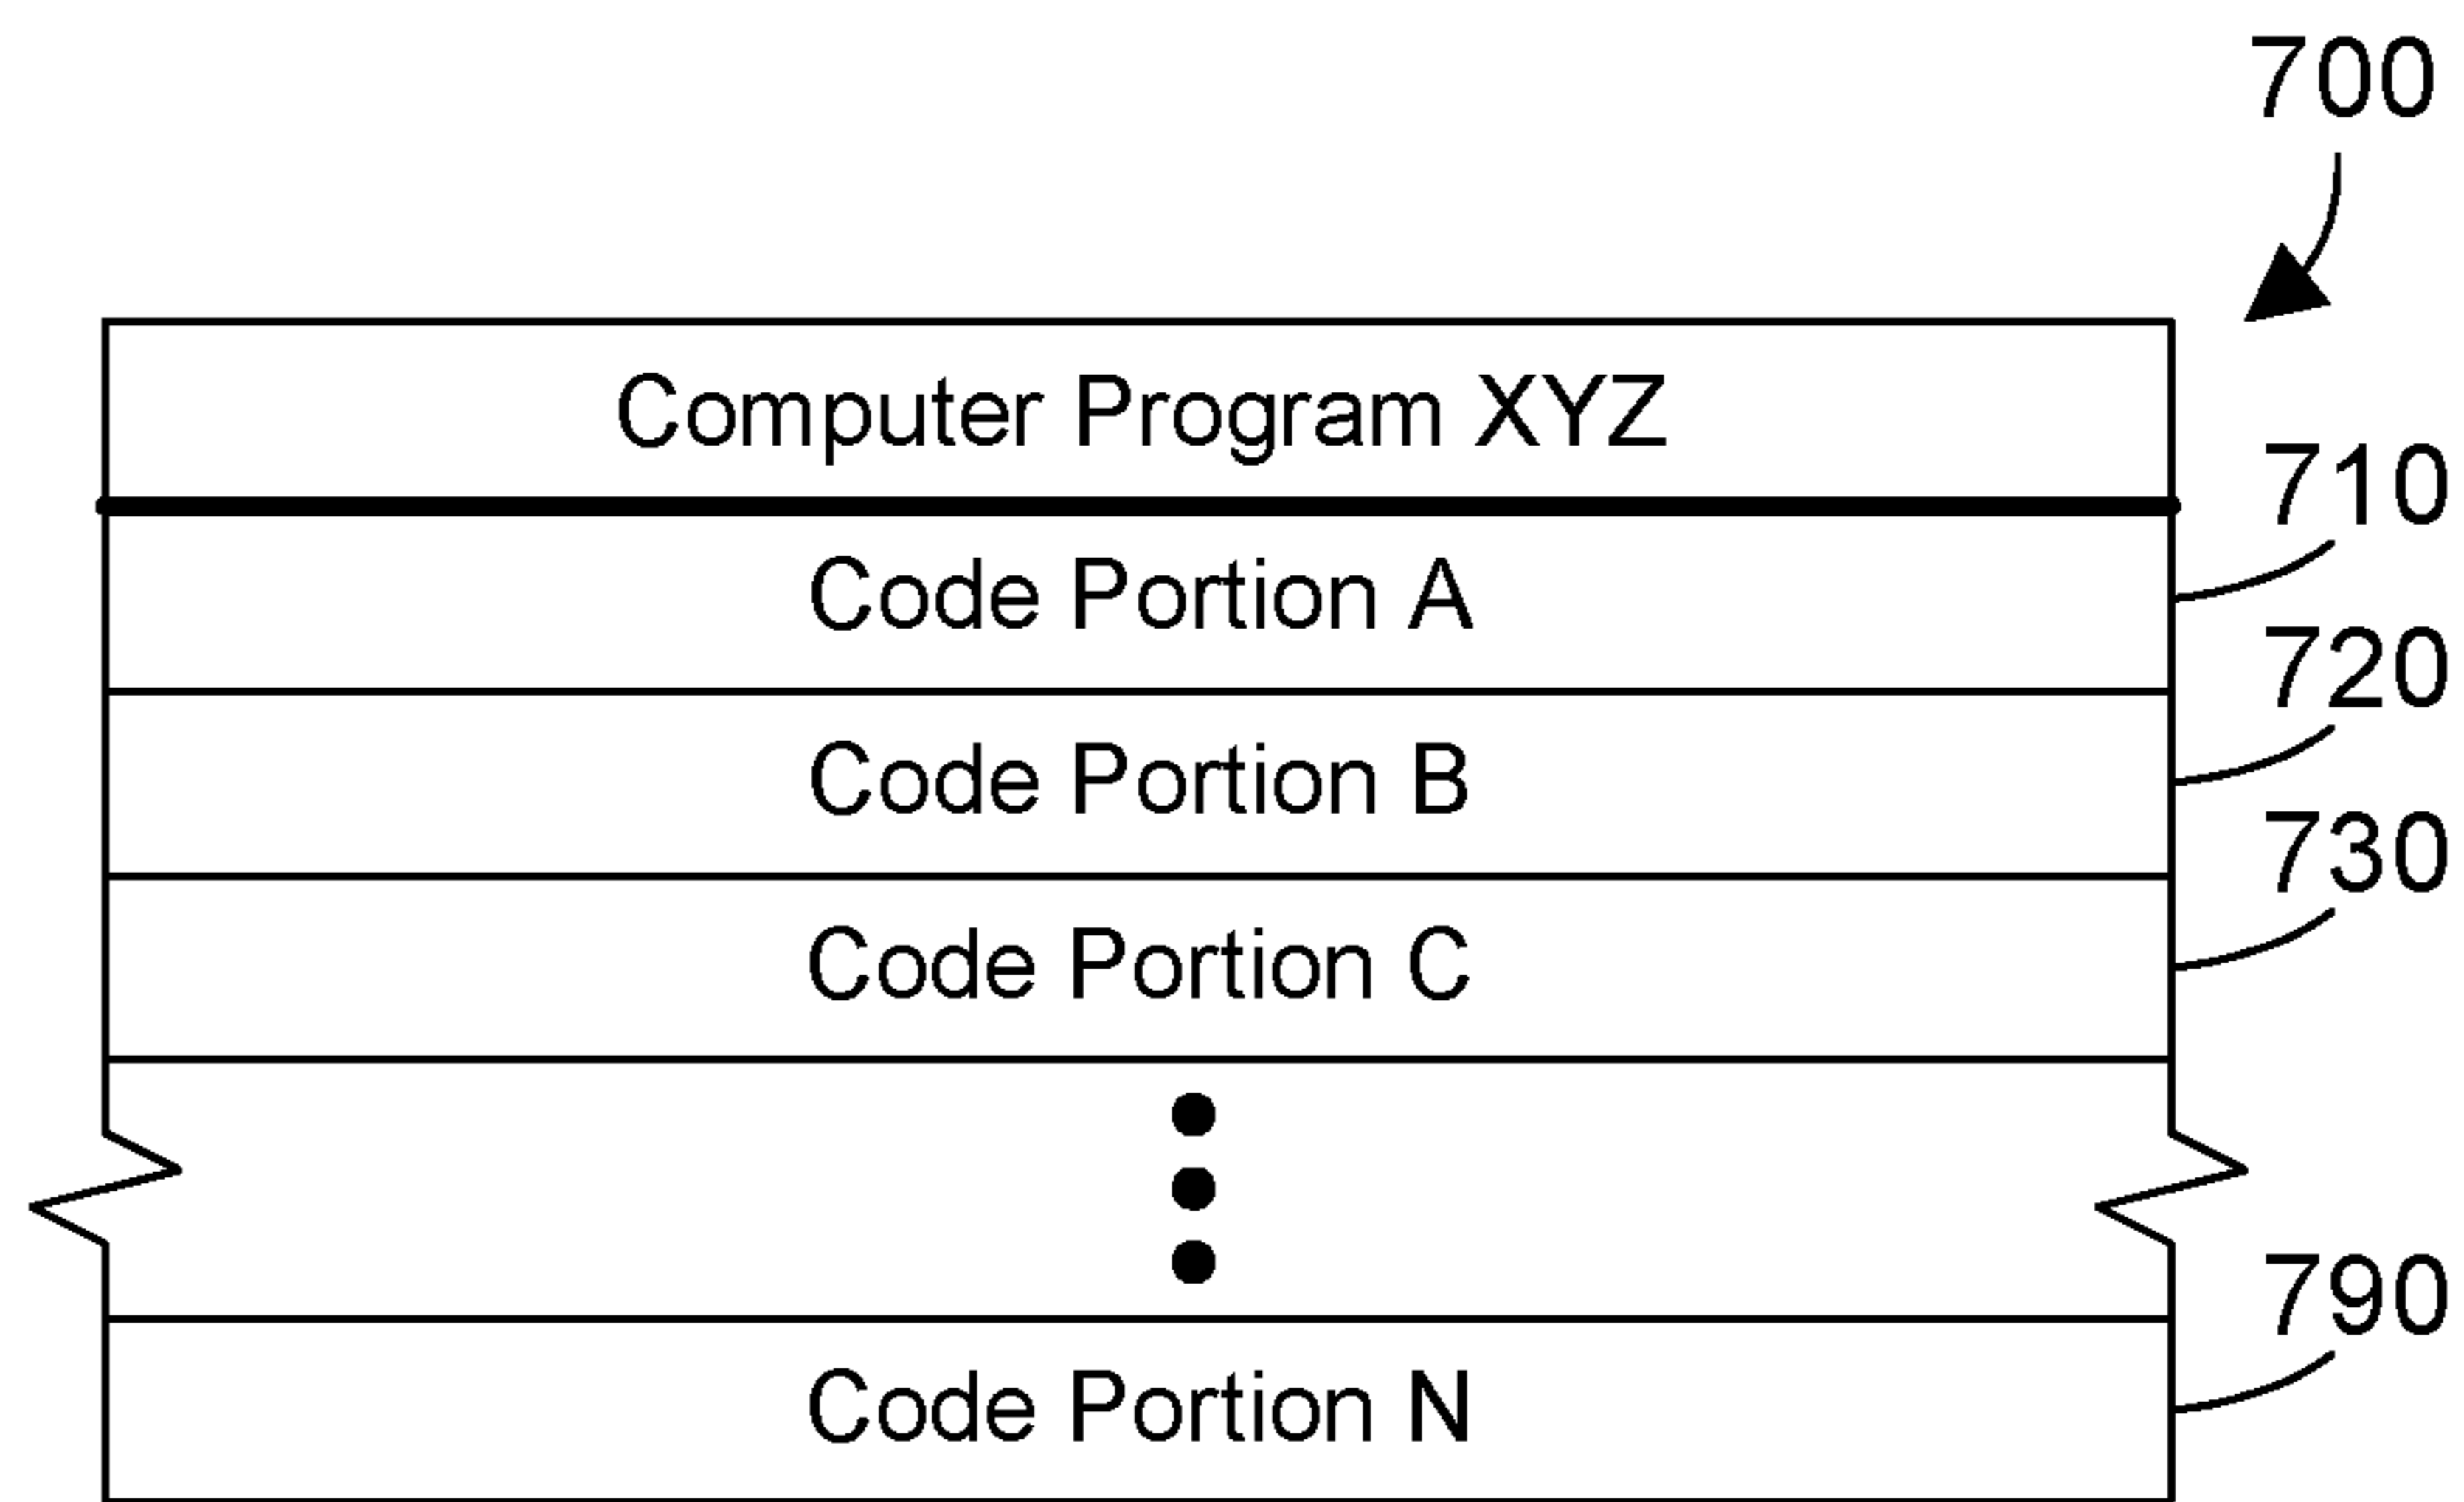 700
Computer Program XYZ
710
Code Portion A
720
Code Portion B
730
Code Portion C
790
Code Portion N